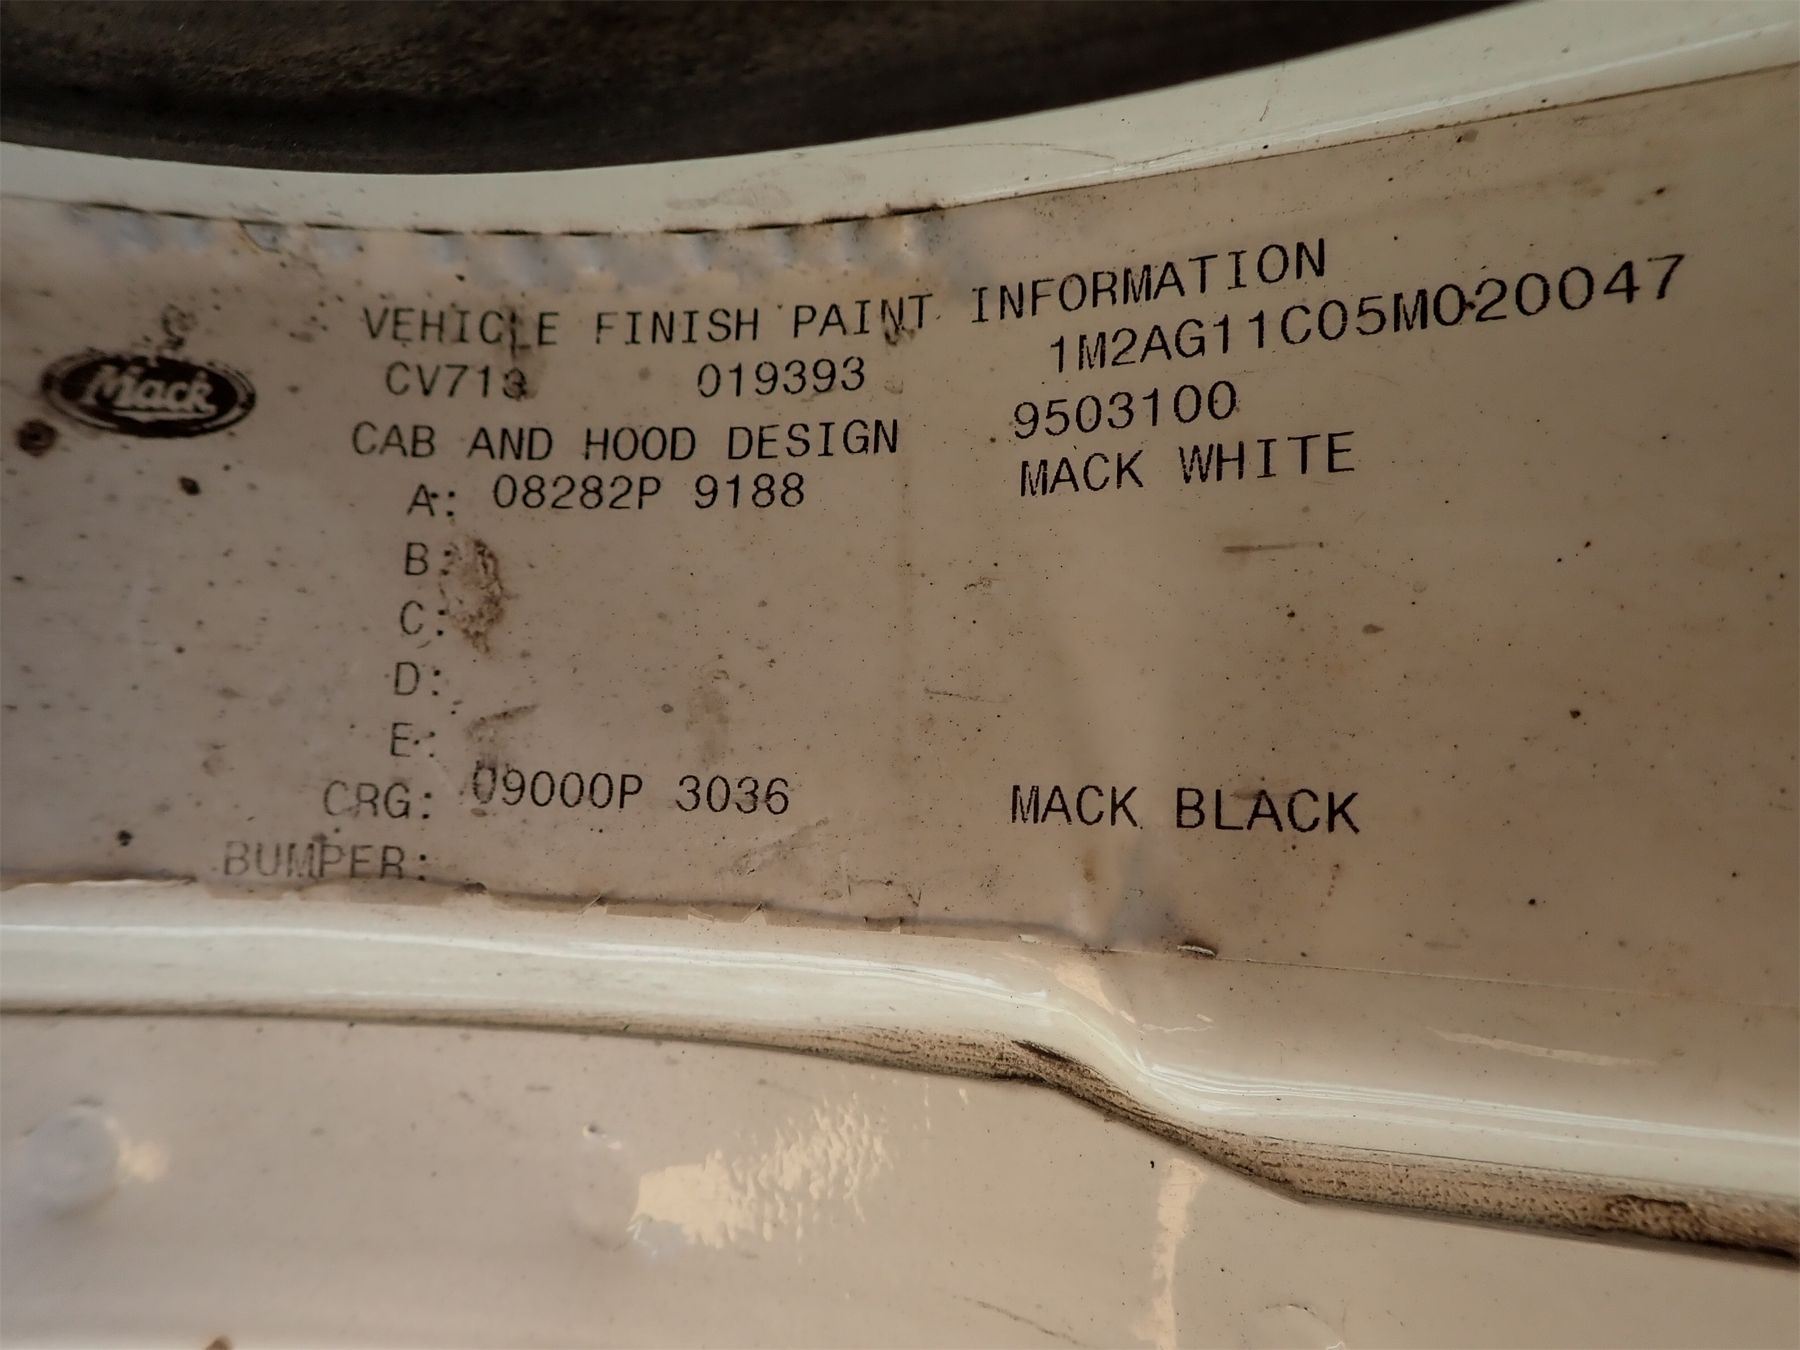 Mack
VEHICLE FINISH PAINT INFORMATION
CV713 019393 1M2AG11C05M020047
CAB AND HOOD DESIGN 9503100
A: 08282P 9188 MACK WHITE
B:
C:
D:
E:
CRG: 09000P 3036 MACK BLACK
BUMPER: